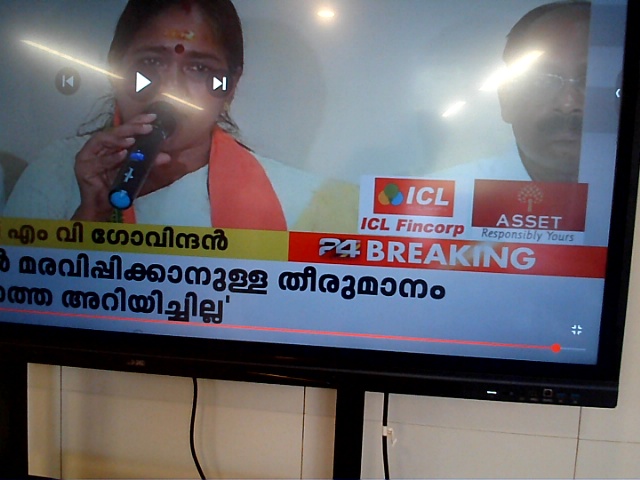 ICL
ICL Fincorp
ASSET
Responsibly Yours
എം വി ഗോവിന്ദൻ
24 BREAKING
മരവിപ്പിക്കാനുള്ള തീരുമാനം
അറിയിച്ചില്ല'